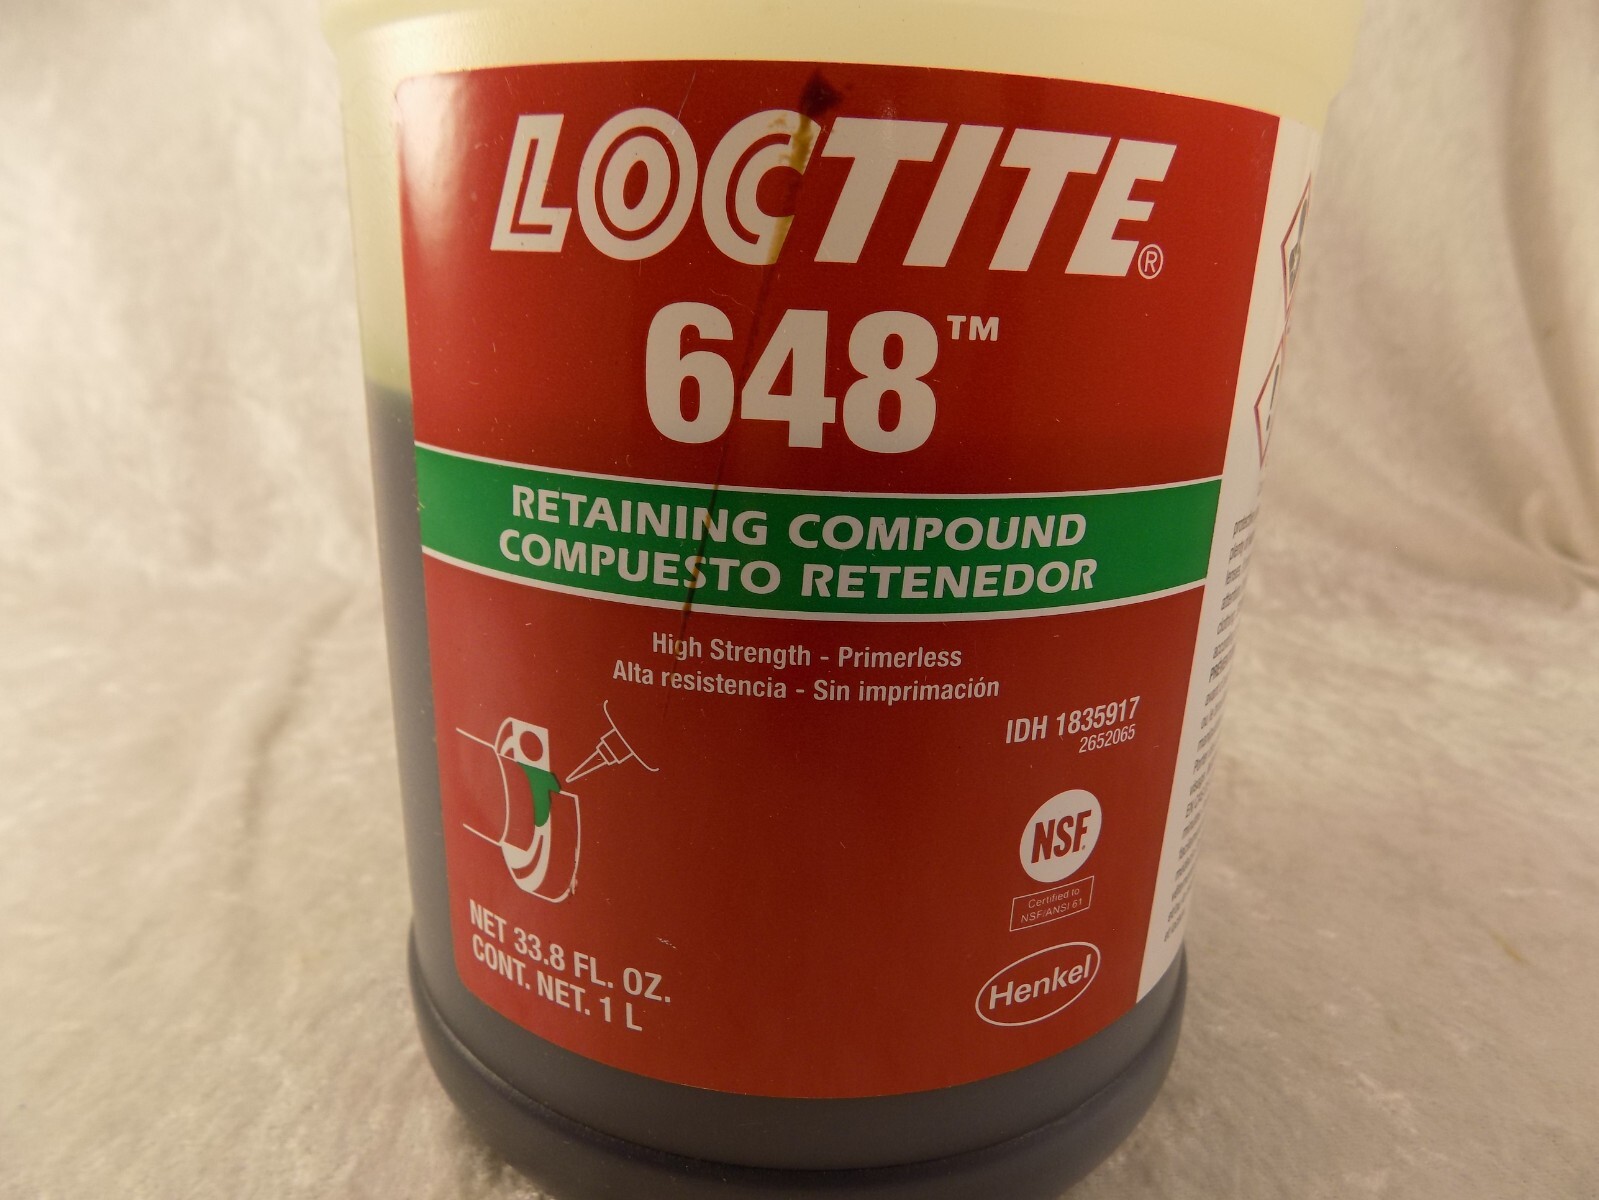 LOCTITE®
648™
RETAINING COMPOUND
COMPUESTO RETENEDOR
High Strength - Primerless
Alta resistencia - Sin imprimación
IDH 1835917
2652065
NSF
Certified to
NSF/ANSI 61
NET 33.8 FL. OZ.
CONT. NET. 1 L
Henkel